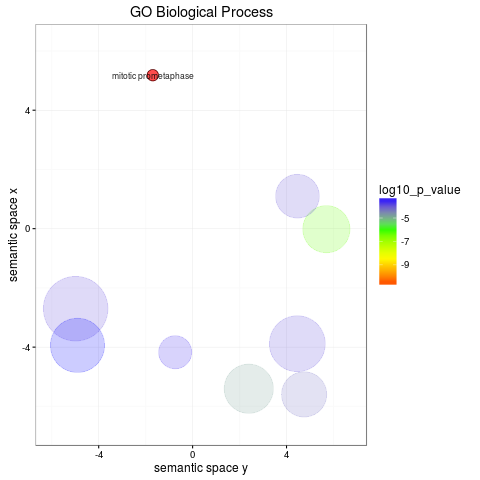 GO Biological Process
mitotic prometaphase
4
0
-4
semantic space x
-4
0
4
semantic space y
log10_p_value
-5
-7
-9